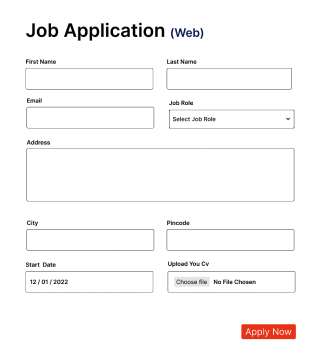 Job Application (Web)
First Name Last Name
Email Job Role
Select Job Role
Address
City Pincode
Start Date Upload You Cv
12 / 01 / 2022 Choose file No File Chosen
Apply Now